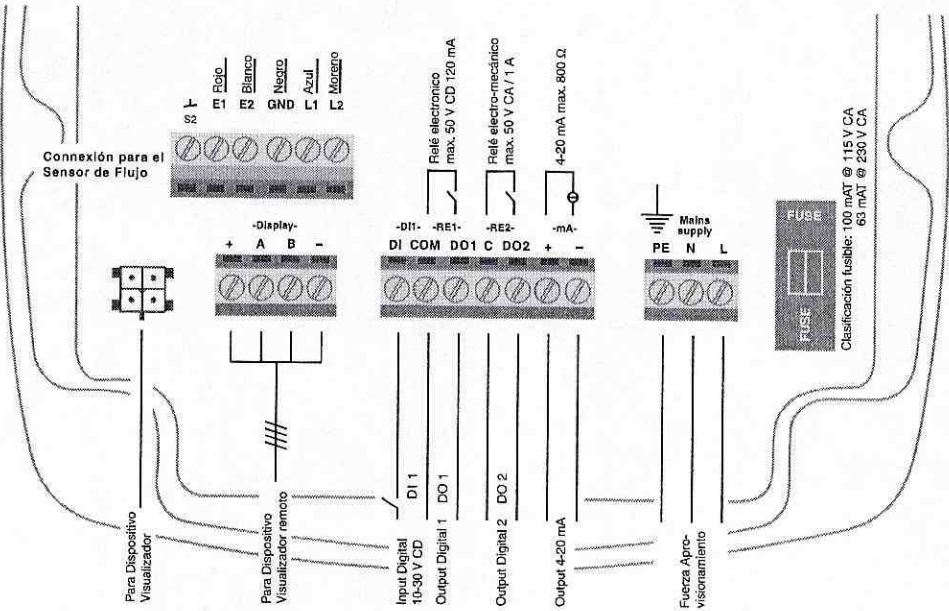 Connexión para el
Sensor de Flujo
S2
E1 Rojo
E2 Blanco
GND Negro
L1 Azul
L2 Moreno
-Display-
+ A B −
-DI1- -RE1- -RE2- -mA-
DI COM DO1 C DO2 + −
Relé electronico
max. 50 V CD 120 mA
Relé electro-mecánico
max. 50 V CA / 1 A
4-20 mA max. 800 Ω
Mains
supply
PE N L
FUSE
FUSE
Clasificación fusible: 100 mAT @ 115 V CA
63 mAT @ 230 V CA
DI 1
DO 1
DO 2
Para Dispositivo
Visualizador
Para Dispositivo
Visualizador remoto
Input Digital
10-30 V CD
Output Digital 1
Output Digital 2
Output 4-20 mA
Fuerza Apro-
visionamiento